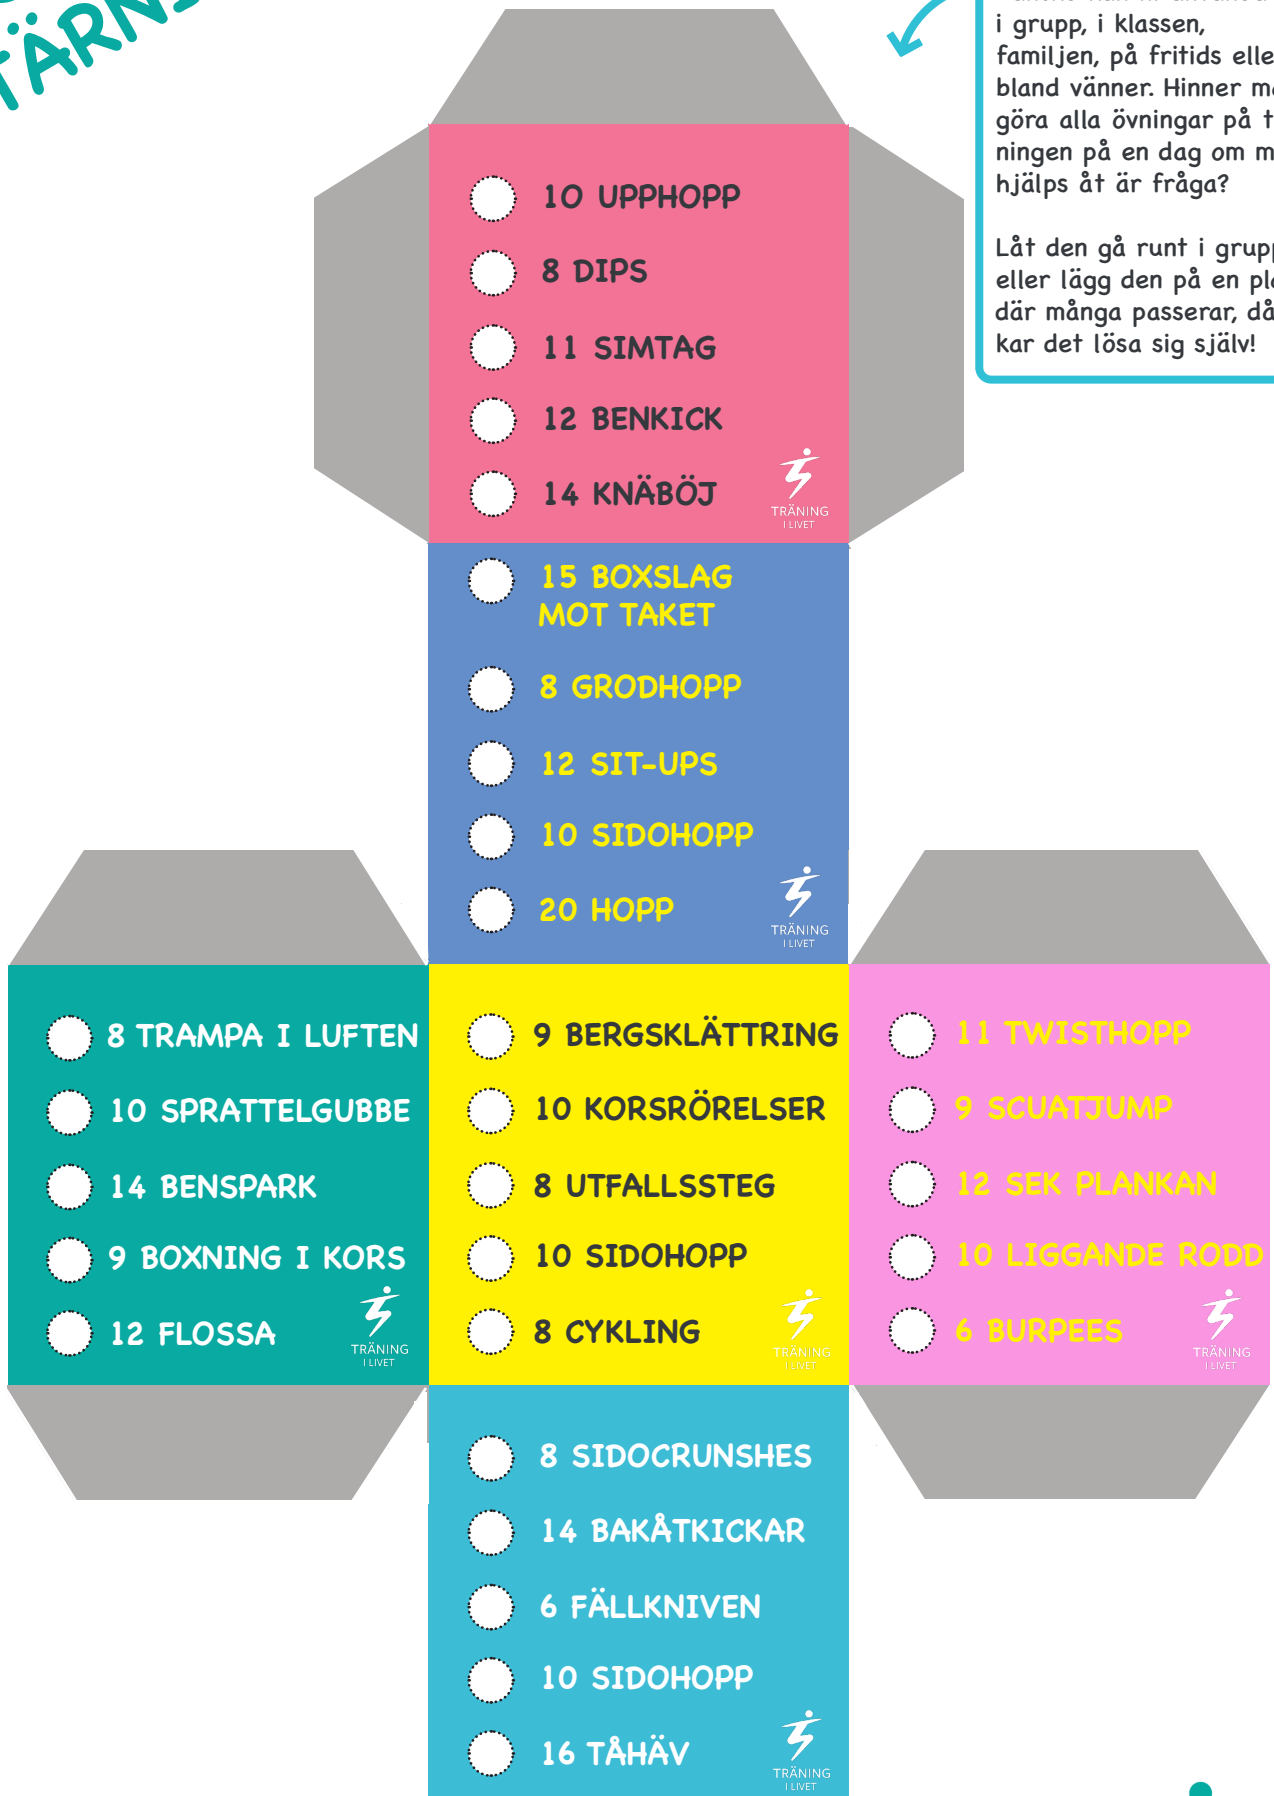 i grupp, i klassen,
familjen, på fritids
bland vänner. Hinner
göra alla övningar på
ningen på en dag om
hjälps åt är fråga?
Låt den gå runt i
eller lägg den på en
där många passerar, då
kar det lösa sig själv!
10 UPPHOPP
8 DIPS
11 SIMTAG
12 BENKICK
14 KNÄBÖJ
TRÄNING
I LIVET
15 BOXSLAG
MOT TAKET
8 GRODHOPP
12 SIT-UPS
10 SIDOHOPP
20 HOPP
TRÄNING
I LIVET
8 TRAMPA I LUFTEN
10 SPRATTELGUBBE
14 BENSPARK
9 BOXNING I KORS
12 FLOSSA
TRÄNING
I LIVET
9 BERGSKLÄTTRING
10 KORSRÖRELSER
8 UTFALLSSTEG
10 SIDOHOPP
8 CYKLING
TRÄNING
I LIVET
11 TWISTHOPP
9 SCUATJUMP
12 SEK PLANKAN
10 LIGGANDE RODD
6 BURPEES
TRÄNING
I LIVET
8 SIDOCRUNSHES
14 BAKÅTKICKAR
6 FÄLLKNIVEN
10 SIDOHOPP
16 TÅHÄV
TRÄNING
I LIVET